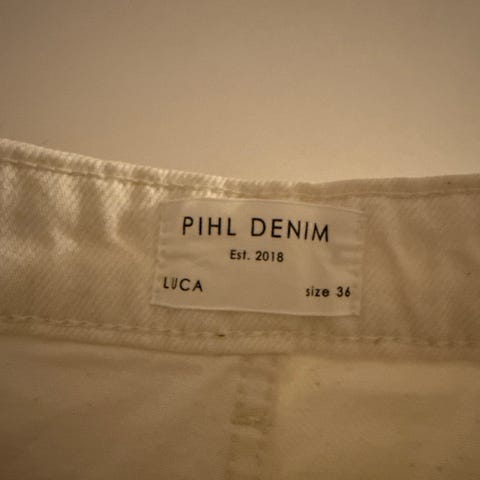 PIHL DENIM
Est. 2018
LUCA size 36